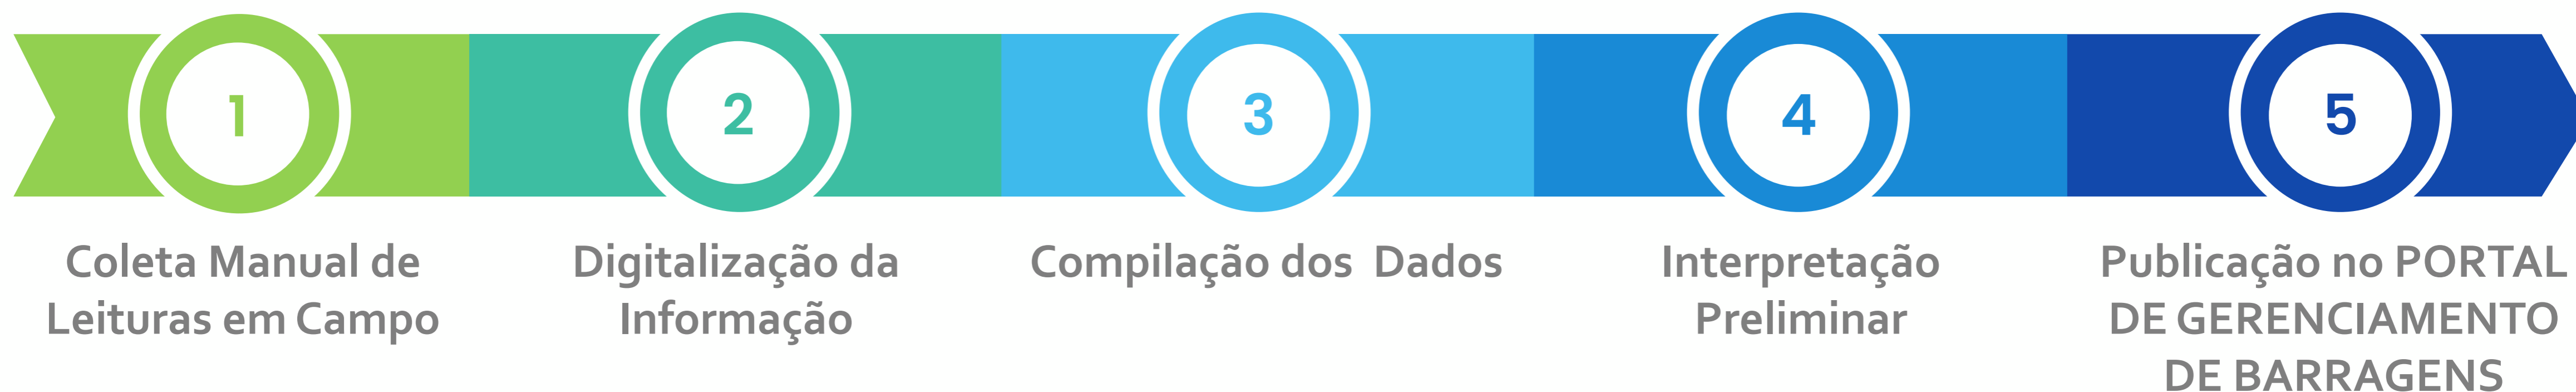 1
Coleta Manual de
Leituras em Campo
2
Digitalização da
Informação
3
Compilação dos  Dados
4
Interpretação
Preliminar
5
Publicação no PORTAL
DE GERENCIAMENTO
DE BARRAGENS